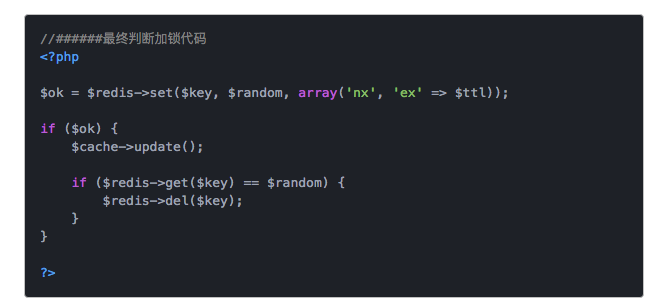 //######最终判断加锁代码
<?php
$ok = $redis->set($key, $random, array('nx', 'ex' => $ttl));
if ($ok) {
$cache->update();
if ($redis->get($key) == $random) {
$redis->del($key);
}
}
?>